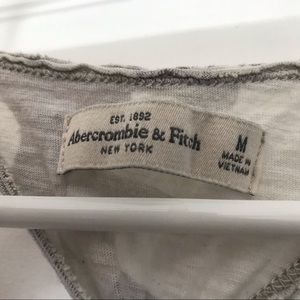 EST. 1892
Abercrombie & Fitch
NEW YORK
M
MADE IN
VIETNAM